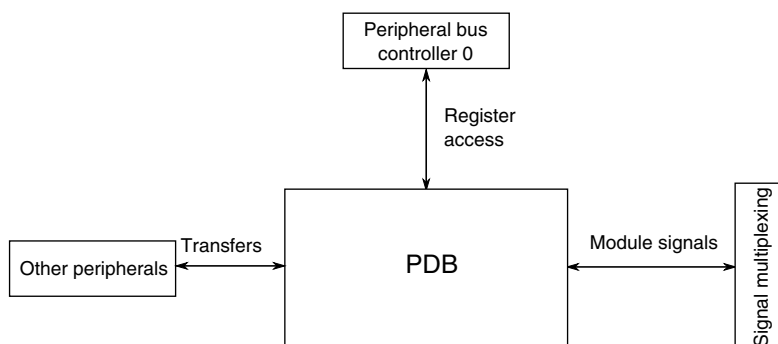 Peripheral bus
controller 0
Register
access
Transfers
Other peripherals
PDB
Module signals
Signal multiplexing